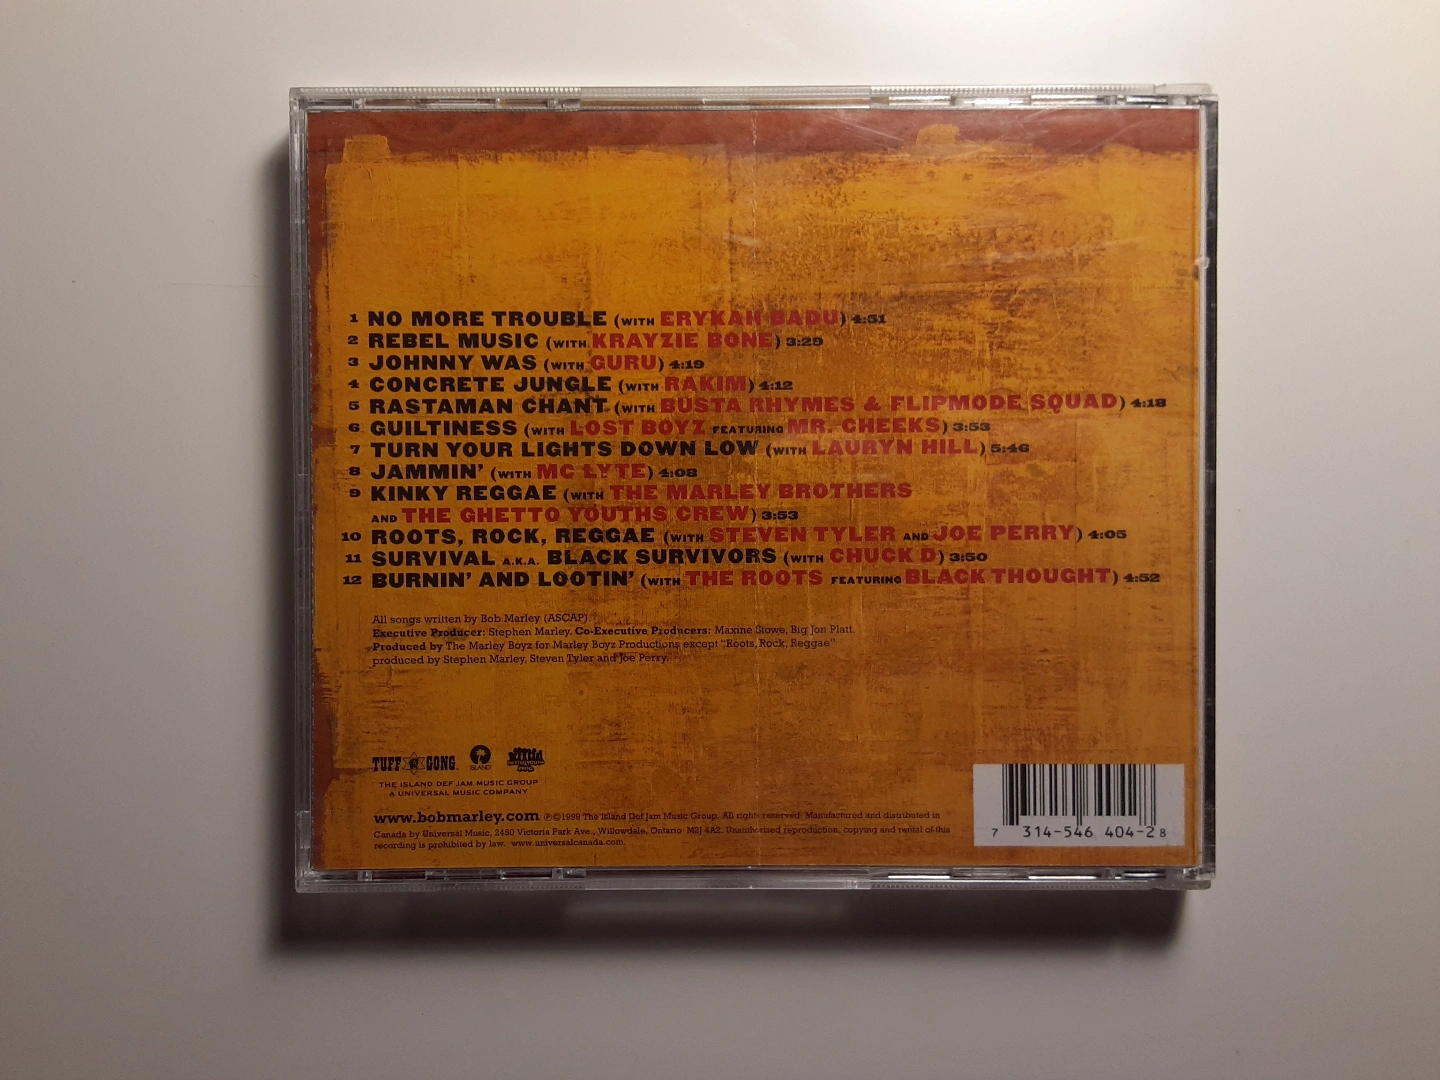 1 NO MORE TROUBLE (WITH ERYKAH BADU) 4:51
2 REBEL MUSIC (WITH KRAYZIE BONE) 3:29
3 JOHNNY WAS (WITH GURU) 4:19
4 CONCRETE JUNGLE (WITH RAKIM) 4:12
5 RASTAMAN CHANT (WITH BUSTA RHYMES & FLIPMODE SQUAD) 4:18
6 GUILTINESS (WITH LOST BOYZ FEATURING MR. CHEEKS) 3:53
7 TURN YOUR LIGHTS DOWN LOW (WITH LAURYN HILL) 5:46
8 JAMMIN' (WITH MC LYTE) 4:08
9 KINKY REGGAE (WITH THE MARLEY BROTHERS
AND THE GHETTO YOUTHS CREW) 3:53
10 ROOTS, ROCK, REGGAE (WITH STEVEN TYLER AND JOE PERRY) 4:05
11 SURVIVAL A.K.A. BLACK SURVIVORS (WITH CHUCK D) 3:50
12 BURNIN' AND LOOTIN' (WITH THE ROOTS FEATURING BLACK THOUGHT) 4:52
All songs written by Bob Marley (ASCAP).
Executive Producer: Stephen Marley. Co-Executive Producers: Maxine Stowe, Big Jon Platt.
Produced by The Marley Boyz for Marley Boyz Productions except "Roots, Rock, Reggae"
produced by Stephen Marley, Steven Tyler and Joe Perry.
TUFF GONG ISLAND
THE ISLAND DEF JAM MUSIC GROUP
A UNIVERSAL MUSIC COMPANY
www.bobmarley.com ℗©1999 The Island Def Jam Music Group. All rights reserved. Manufactured and distributed in
Canada by Universal Music, 2450 Victoria Park Ave., Willowdale, Ontario M2J 4A2. Unauthorized reproduction, copying and rental of this
recording is prohibited by law. www.universalcanada.com.
7 314-546 404-2 8